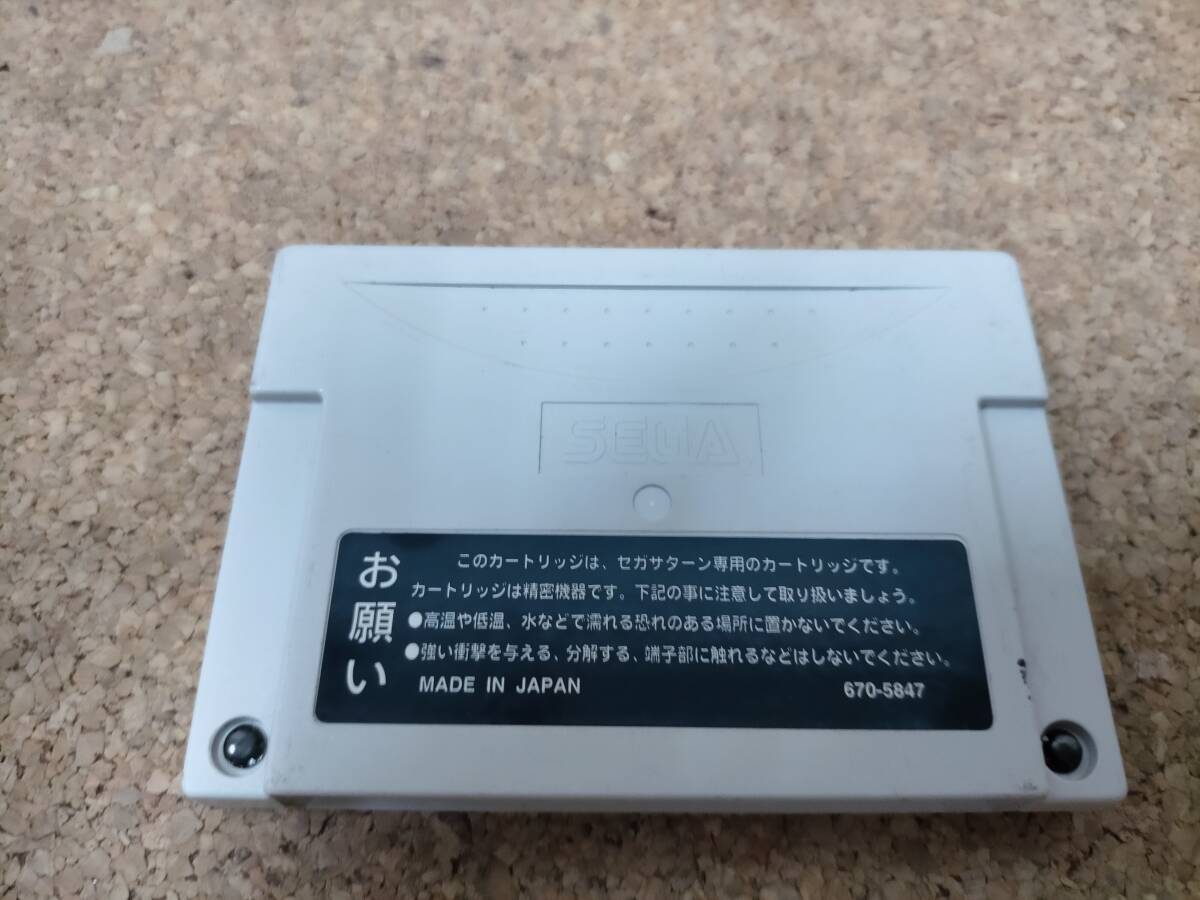 SEGA
お願い
このカートリッジは、セガサターン専用のカートリッジです。
カートリッジは精密機器です。下記の事に注意して取り扱いましょう。
●高温や低温、水などで濡れる恐れのある場所に置かないでください。
●強い衝撃を与える、分解する、端子部に触れるなどはしないでください。
MADE IN JAPAN 670-5847